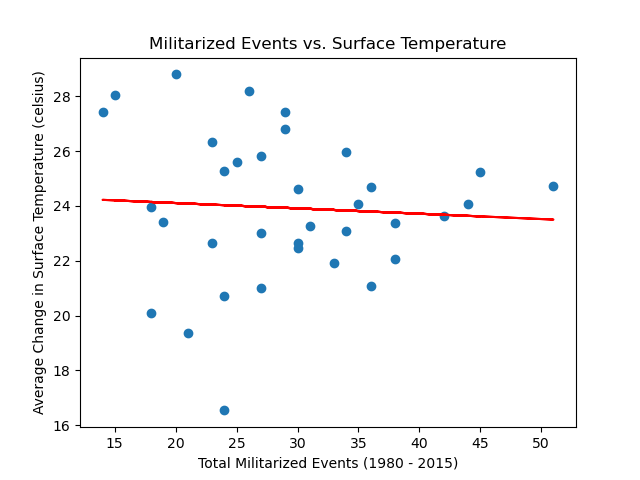 Militarized Events vs. Surface Temperature
Average Change in Surface Temperature (celsius)
28
26
24
22
20
18
16
15 20 25 30 35 40 45 50
Total Militarized Events (1980 - 2015)